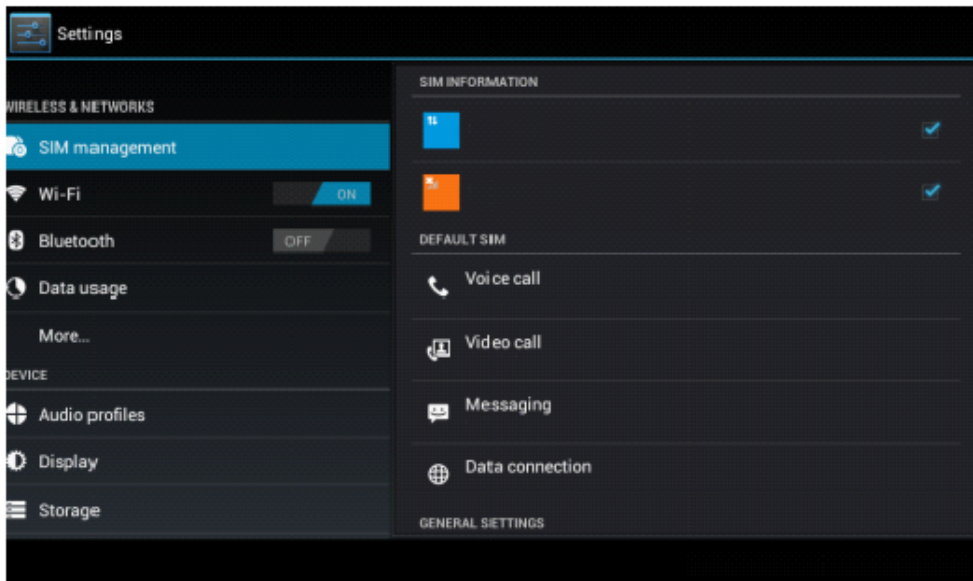 Settings
WIRELESS & NETWORKS
SIM management
Wi-Fi ON
Bluetooth OFF
Data usage
More...
DEVICE
Audio profiles
Display
Storage
SIM INFORMATION
DEFAULT SIM
Voice call
Video call
Messaging
Data connection
GENERAL SETTINGS